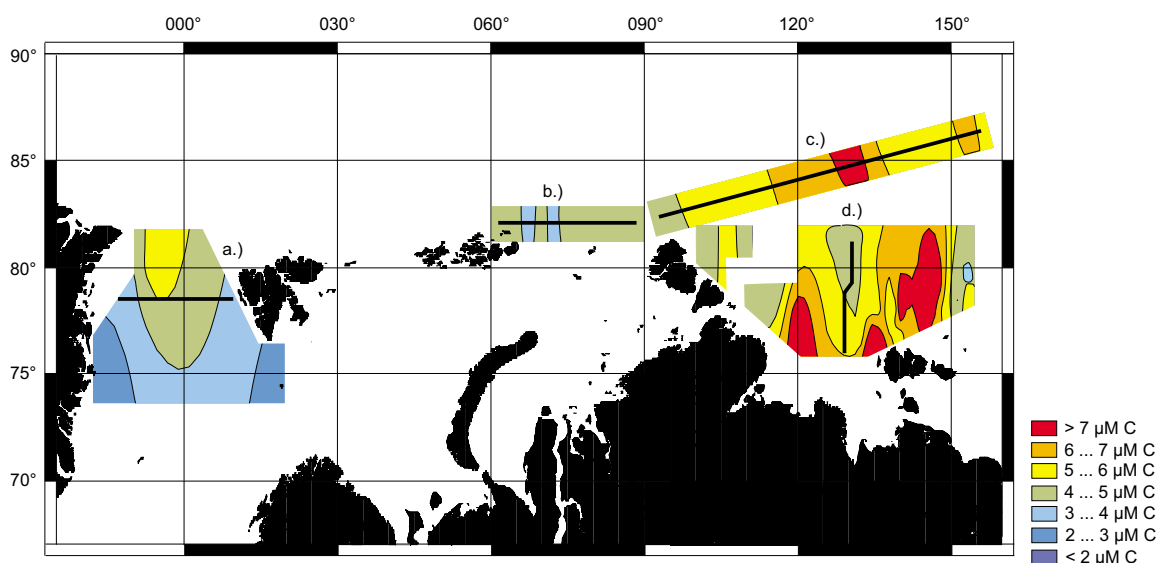 000° 030° 060° 090° 120° 150°
90°
85°
80°
75°
70°
a.)
b.)
c.)
d.)
> 7 µM C
6 ... 7 µM C
5 ... 6 µM C
4 ... 5 µM C
3 ... 4 µM C
2 ... 3 µM C
< 2 µM C